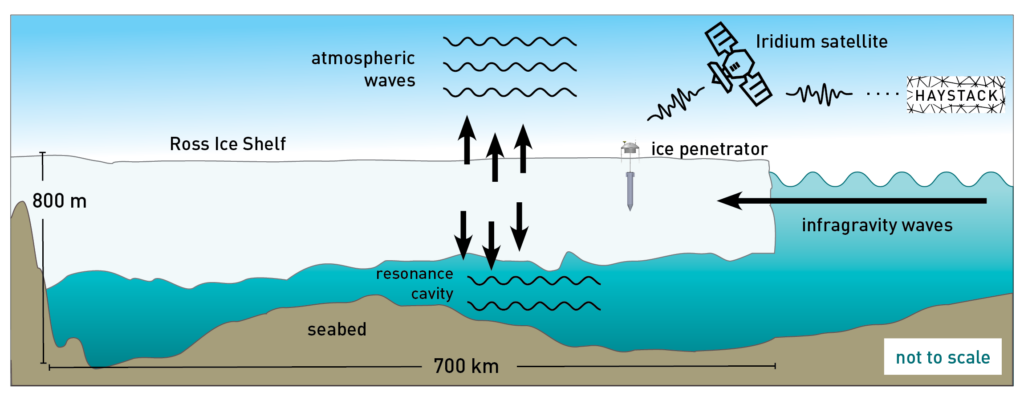 atmospheric
waves
Iridium satellite
HAYSTACK
Ross Ice Shelf
ice penetrator
800 m
infragravity waves
resonance
cavity
seabed
700 km
not to scale